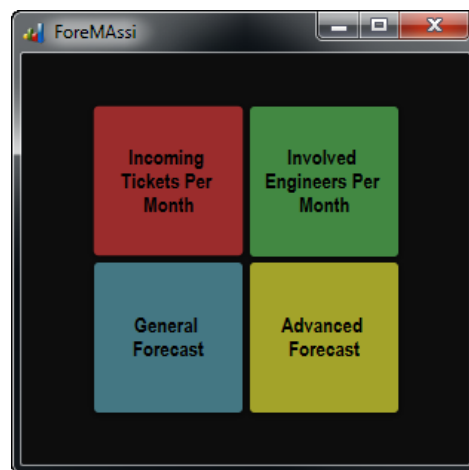 ForeMAssi
Incoming
Tickets Per
Month
Involved
Engineers Per
Month
General
Forecast
Advanced
Forecast